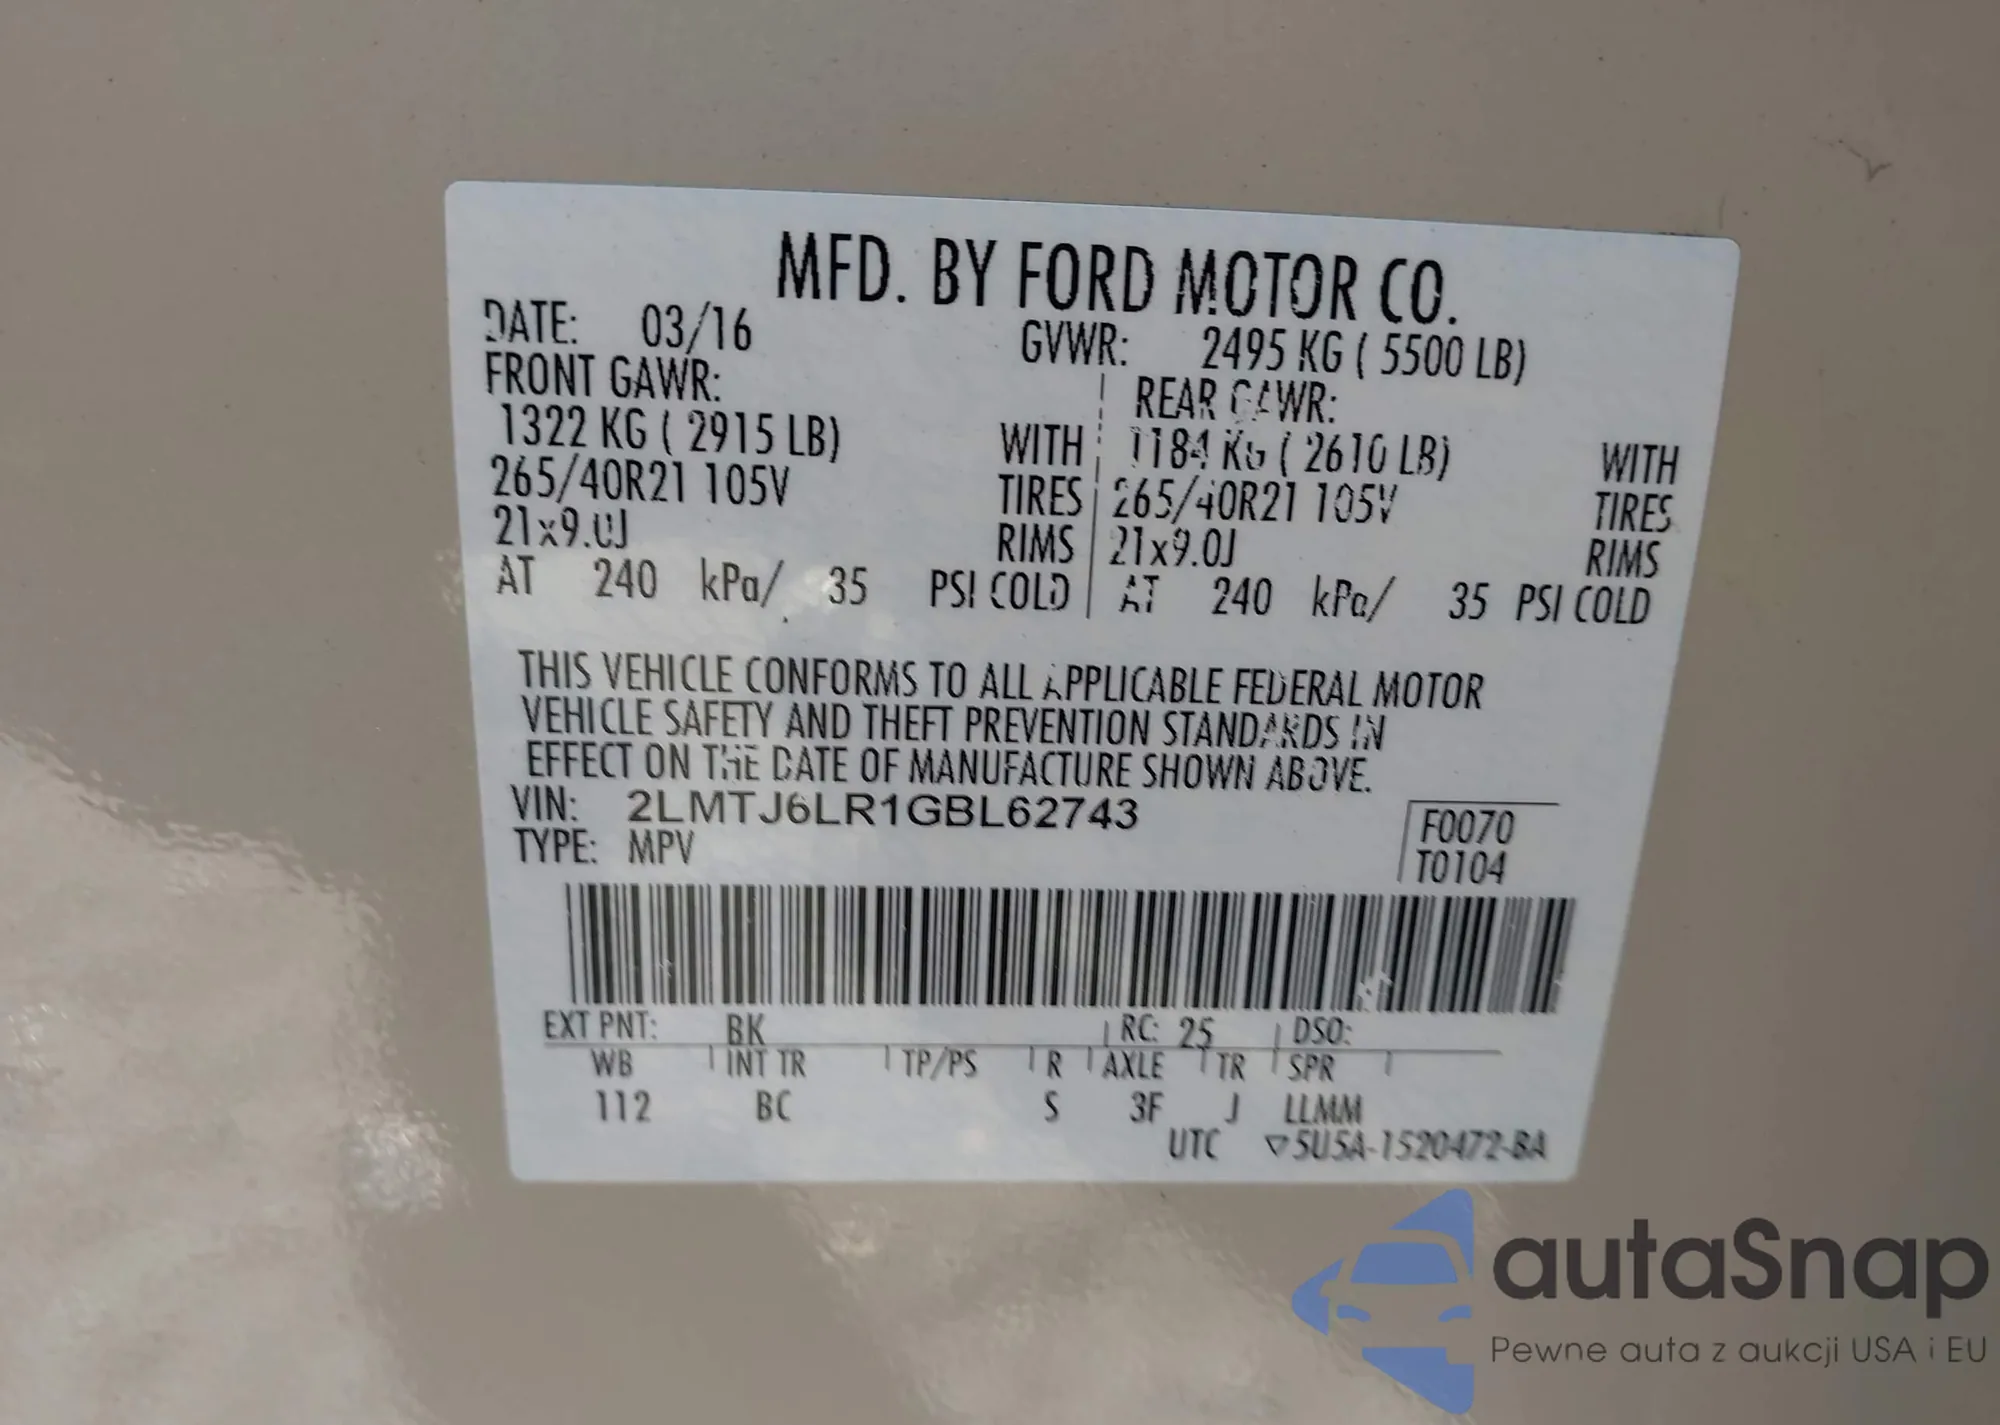 MFD. BY FORD MOTOR CO.
DATE: 03/16 GVWR: 2495 KG ( 5500 LB)
FRONT GAWR: REAR GAWR:
1322 KG ( 2915 LB) WITH 1184 KG ( 2610 LB) WITH
265/40R21 105V TIRES 265/40R21 105V TIRES
21x9.0J RIMS 21x9.0J RIMS
AT 240 kPa/ 35 PSI COLD AT 240 kPa/ 35 PSI COLD
THIS VEHICLE CONFORMS TO ALL APPLICABLE FEDERAL MOTOR
VEHICLE SAFETY AND THEFT PREVENTION STANDARDS IN
EFFECT ON THE DATE OF MANUFACTURE SHOWN ABOVE.
VIN: 2LMTJ6LR1GBL62743 F0070
TYPE: MPV T0104
EXT PNT: BK RC: 25 DSO:
WB INT TR TP/PS R AXLE TR SPR
112 BC S 3F J LLMM
UTC ▽5U5A-1520472-BA
autaSnap
Pewne auta z aukcji USA i EU